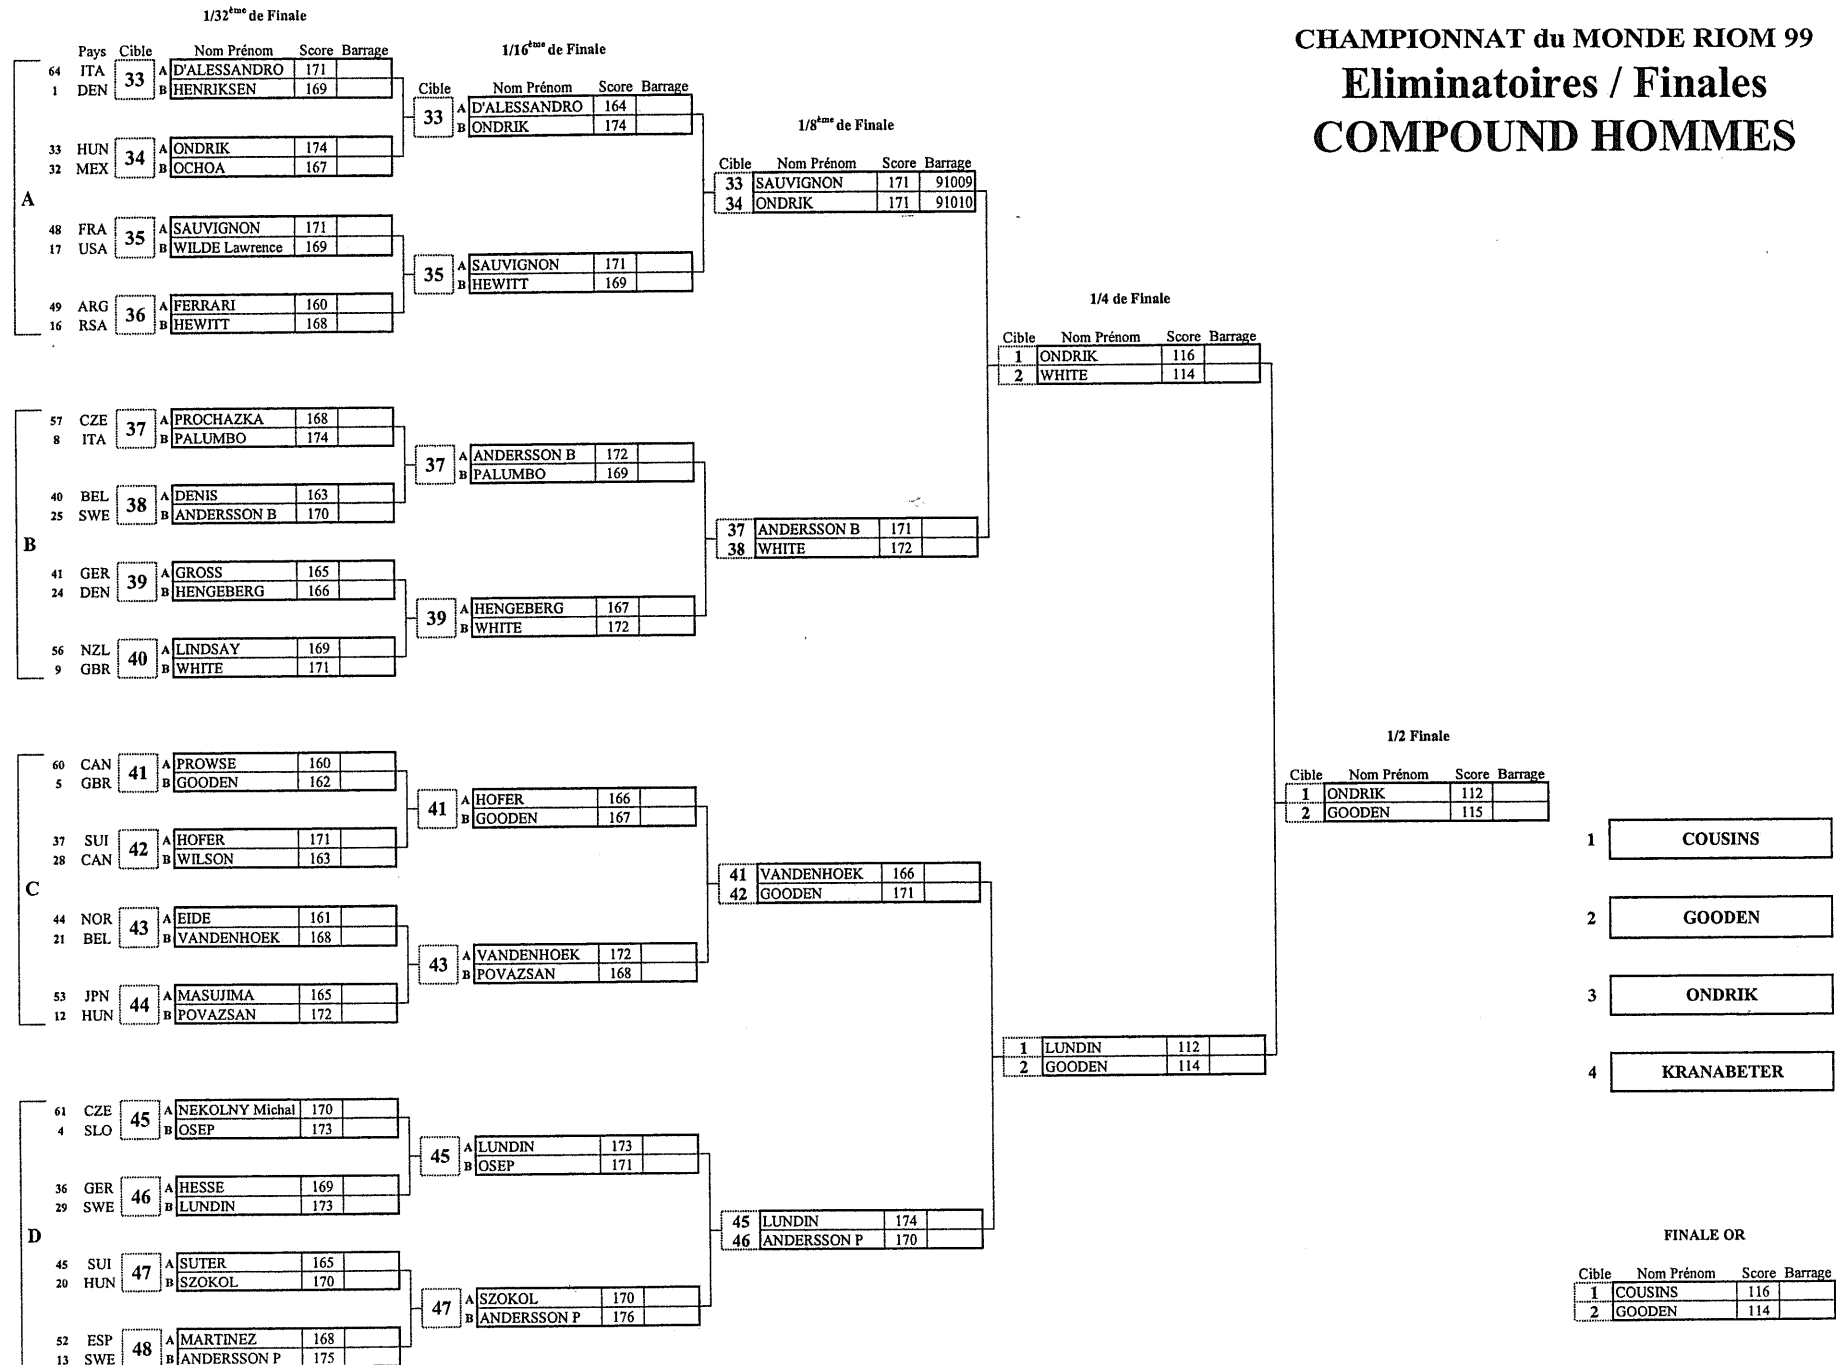 CHAMPIONNAT du MONDE RIOM 99
Eliminatoires / Finales
COMPOUND HOMMES
1/32ème de Finale
Pays Cible Nom Prénom Score Barrage
A
64 ITA 33 A D'ALESSANDRO 171
1 DEN B HENRIKSEN 169
33 HUN 34 A ONDRIK 174
32 MEX B OCHOA 167
48 FRA 35 A SAUVIGNON 171
17 USA B WILDE Lawrence 169
49 ARG 36 A FERRARI 160
16 RSA B HEWITT 168
B
57 CZE 37 A PROCHAZKA 168
8 ITA B PALUMBO 174
40 BEL 38 A DENIS 163
25 SWE B ANDERSSON B 170
41 GER 39 A GROSS 165
24 DEN B HENGEBERG 166
56 NZL 40 A LINDSAY 169
9 GBR B WHITE 171
C
60 CAN 41 A PROWSE 160
5 GBR B GOODEN 162
37 SUI 42 A HOFER 171
28 CAN B WILSON 163
44 NOR 43 A EIDE 161
21 BEL B VANDENHOEK 168
53 JPN 44 A MASUJIMA 165
12 HUN B POVAZSAN 172
D
61 CZE 45 A NEKOLNY Michal 170
4 SLO B OSEP 173
36 GER 46 A HESSE 169
29 SWE B LUNDIN 173
45 SUI 47 A SUTER 165
20 HUN B SZOKOL 170
52 ESP 48 A MARTINEZ 168
13 SWE B ANDERSSON P 175
1/16ème de Finale
Cible Nom Prénom Score Barrage
33 A D'ALESSANDRO 164
B ONDRIK 174
35 A SAUVIGNON 171
B HEWITT 169
37 A ANDERSSON B 172
B PALUMBO 169
39 A HENGEBERG 167
B WHITE 172
41 A HOFER 166
B GOODEN 167
43 A VANDENHOEK 172
B POVAZSAN 168
45 A LUNDIN 173
B OSEP 171
47 A SZOKOL 170
B ANDERSSON P 176
1/8ème de Finale
Cible Nom Prénom Score Barrage
33 SAUVIGNON 171 91009
34 ONDRIK 171 91010
37 ANDERSSON B 171
38 WHITE 172
41 VANDENHOEK 166
42 GOODEN 171
45 LUNDIN 174
46 ANDERSSON P 170
1/4 de Finale
Cible Nom Prénom Score Barrage
1 ONDRIK 116
2 WHITE 114
1 LUNDIN 112
2 GOODEN 114
1/2 Finale
Cible Nom Prénom Score Barrage
1 ONDRIK 112
2 GOODEN 115
1 COUSINS
2 GOODEN
3 ONDRIK
4 KRANABETER
FINALE OR
Cible Nom Prénom Score Barrage
1 COUSINS 116
2 GOODEN 114